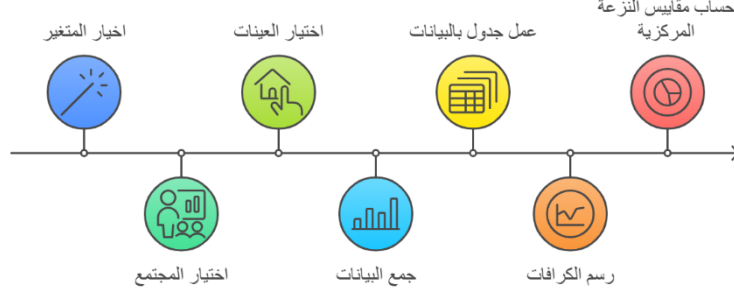 اخيار المتغير
اختيار المجتمع
اختيار العينات
جمع البيانات
عمل جدول بالبيانات
رسم الكرافات
حساب مقاييس النزعة
المركزية